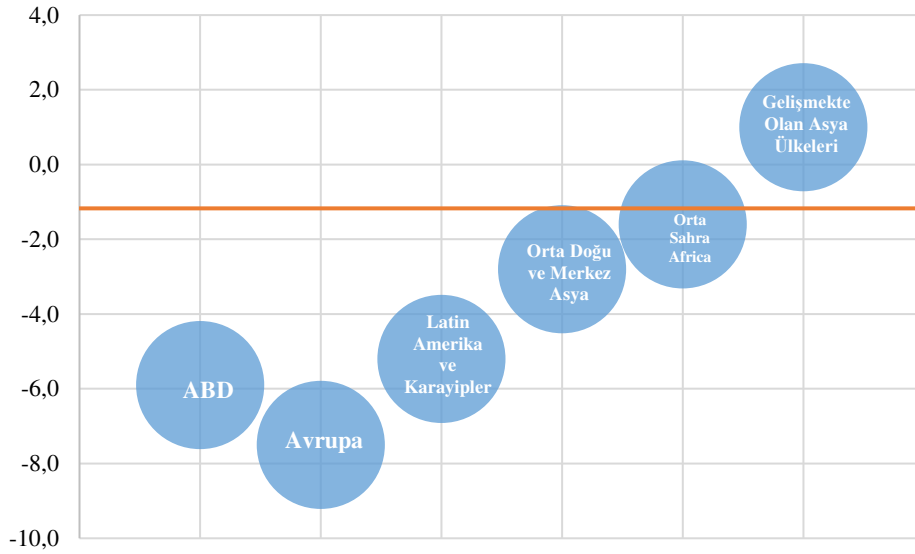 4,0
2,0
0,0
-2,0
-4,0
-6,0
-8,0
-10,0
ABD
Avrupa
Latin
Amerika
ve
Karayipler
Orta Doğu
ve Merkez
Asya
Orta
Sahra
Africa
Gelişmekte
Olan Asya
Ülkeleri